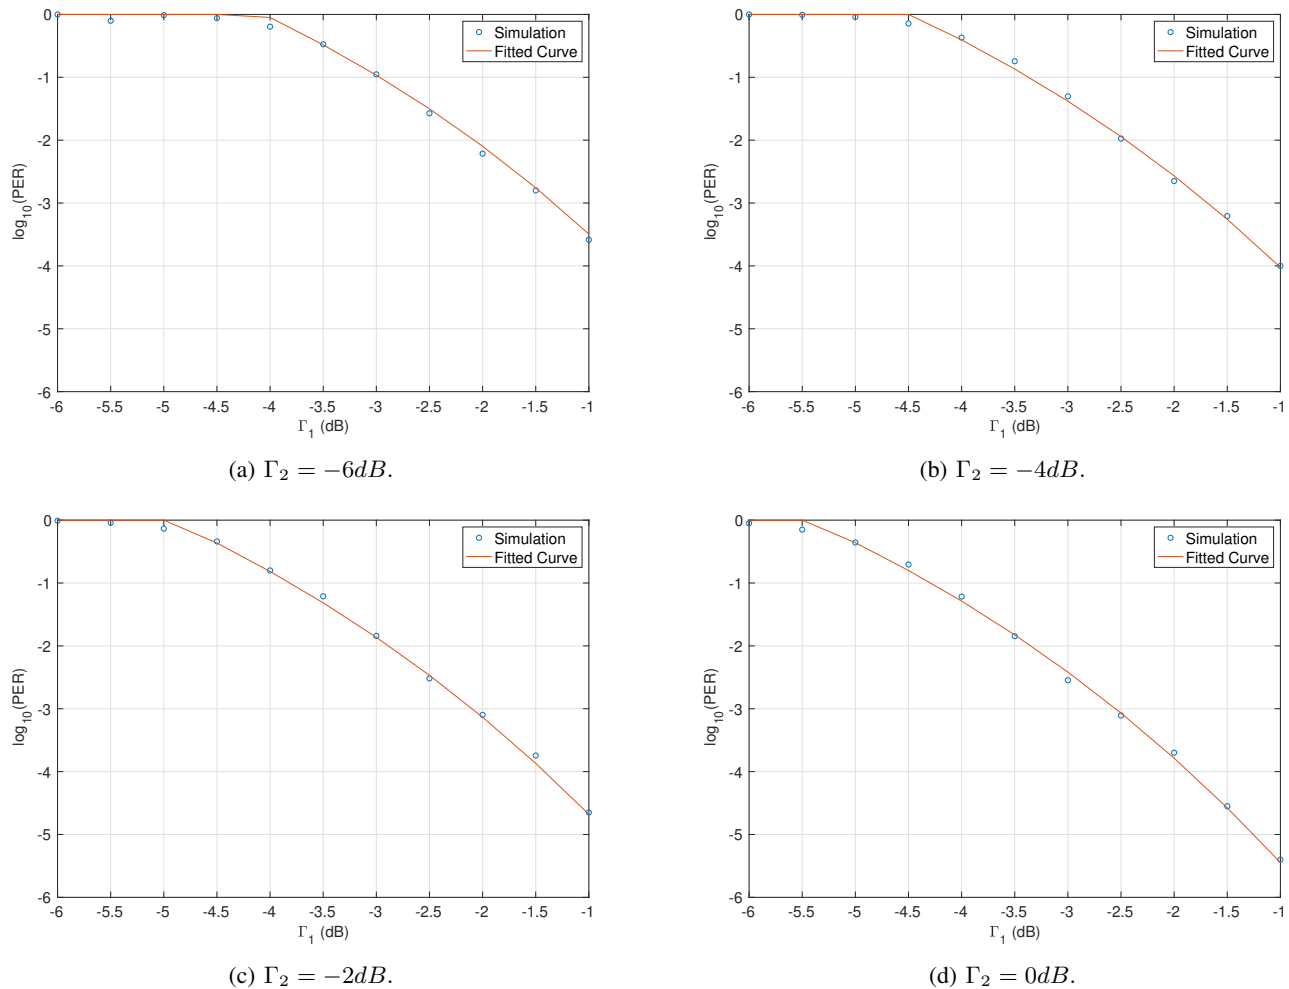 0
-1
-2
-3
-4
-5
-6
log10(PER)
-6 -5.5 -5 -4.5 -4 -3.5 -3 -2.5 -2 -1.5 -1
Γ1 (dB)
Simulation
Fitted Curve
(a) Γ2 = −6dB.
0
-1
-2
-3
-4
-5
-6
log10(PER)
-6 -5.5 -5 -4.5 -4 -3.5 -3 -2.5 -2 -1.5 -1
Γ1 (dB)
Simulation
Fitted Curve
(b) Γ2 = −4dB.
0
-1
-2
-3
-4
-5
-6
log10(PER)
-6 -5.5 -5 -4.5 -4 -3.5 -3 -2.5 -2 -1.5 -1
Γ1 (dB)
Simulation
Fitted Curve
(c) Γ2 = −2dB.
0
-1
-2
-3
-4
-5
-6
log10(PER)
-6 -5.5 -5 -4.5 -4 -3.5 -3 -2.5 -2 -1.5 -1
Γ1 (dB)
Simulation
Fitted Curve
(d) Γ2 = 0dB.